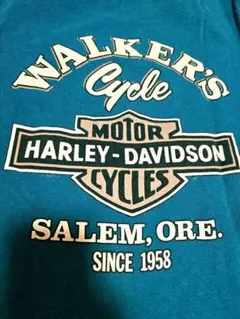 WALKER'S
Cycle
MOTOR
HARLEY-DAVIDSON
CYCLES
SALEM, ORE.
SINCE 1958